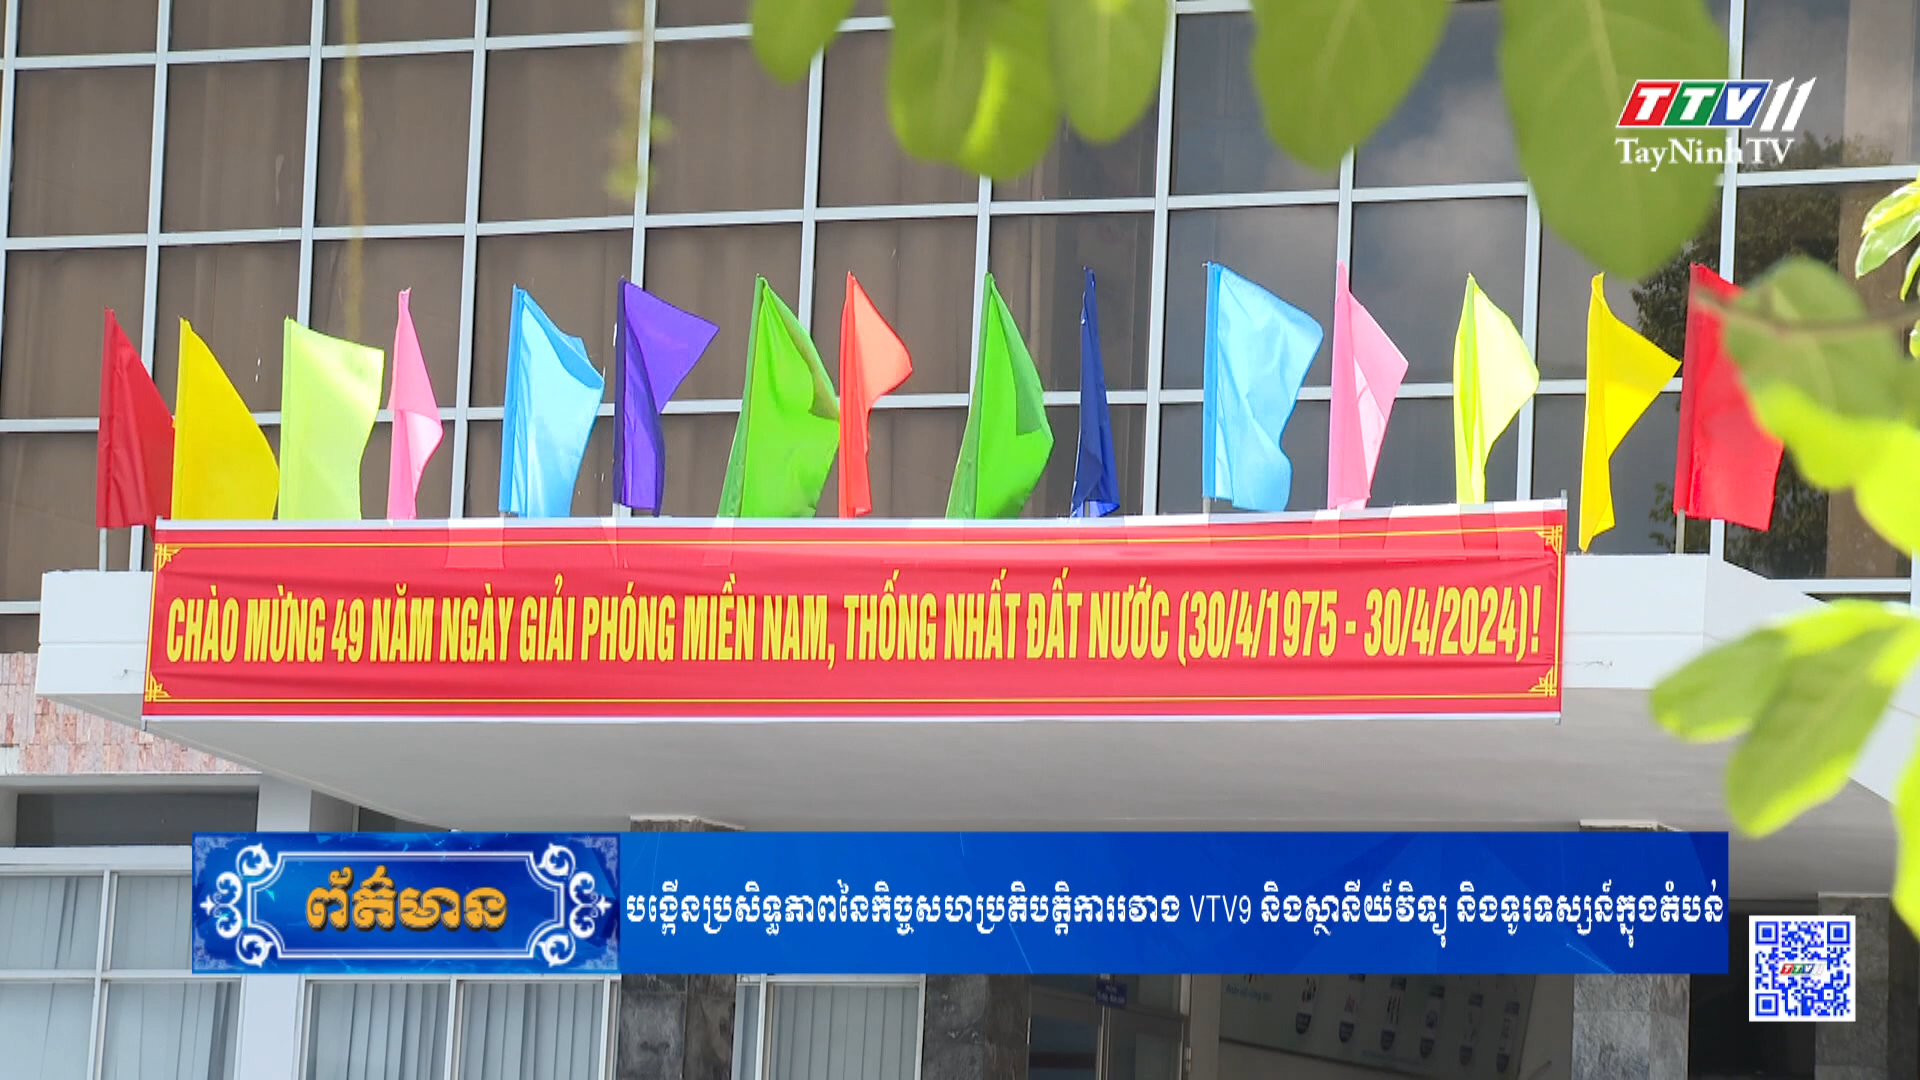 TTV11
TayNinhTV
CHÀO MỪNG 49 NĂM NGÀY GIẢI PHÓNG MIỀN NAM, THỐNG NHẤT ĐẤT NƯỚC (30/4/1975 - 30/4/2024)!
ព័ត៌មាន
បង្កើនប្រសិទ្ធភាពនៃកិច្ចសហប្រតិបត្តិការរវាង VTV9 និងស្ថានីយ៍វិទ្យុ និងទូរទស្សន៍ក្នុងតំបន់
TTV11